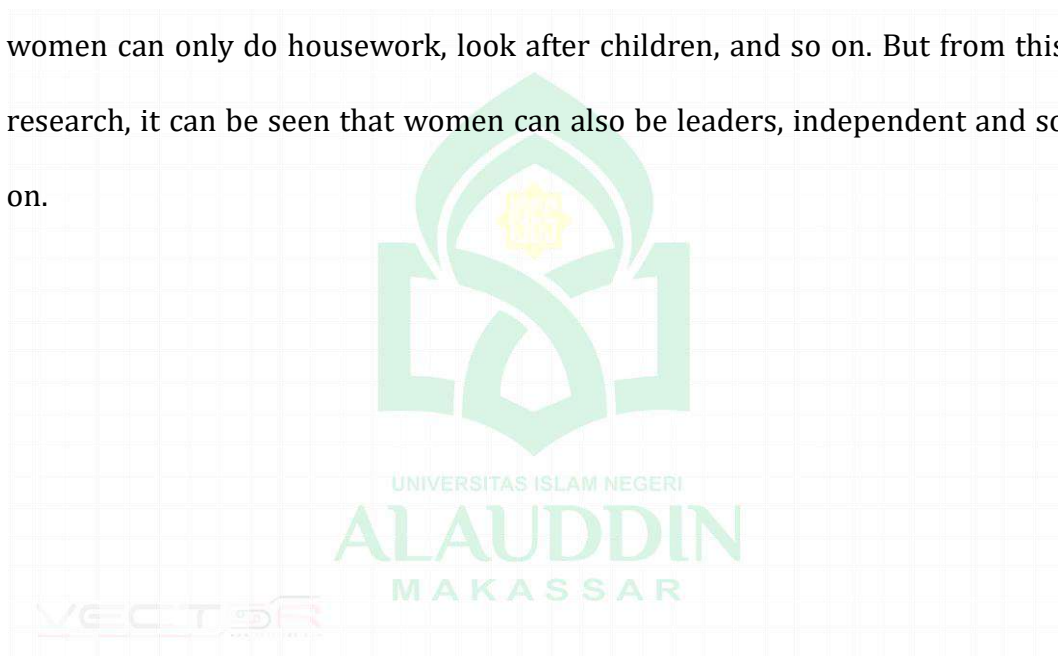 women can only do housework, look after children, and so on. But from this
research, it can be seen that women can also be leaders, independent and so
on.
UNIVERSITAS ISLAM NEGERI
ALAUDDIN
MAKASSAR
VECTOR